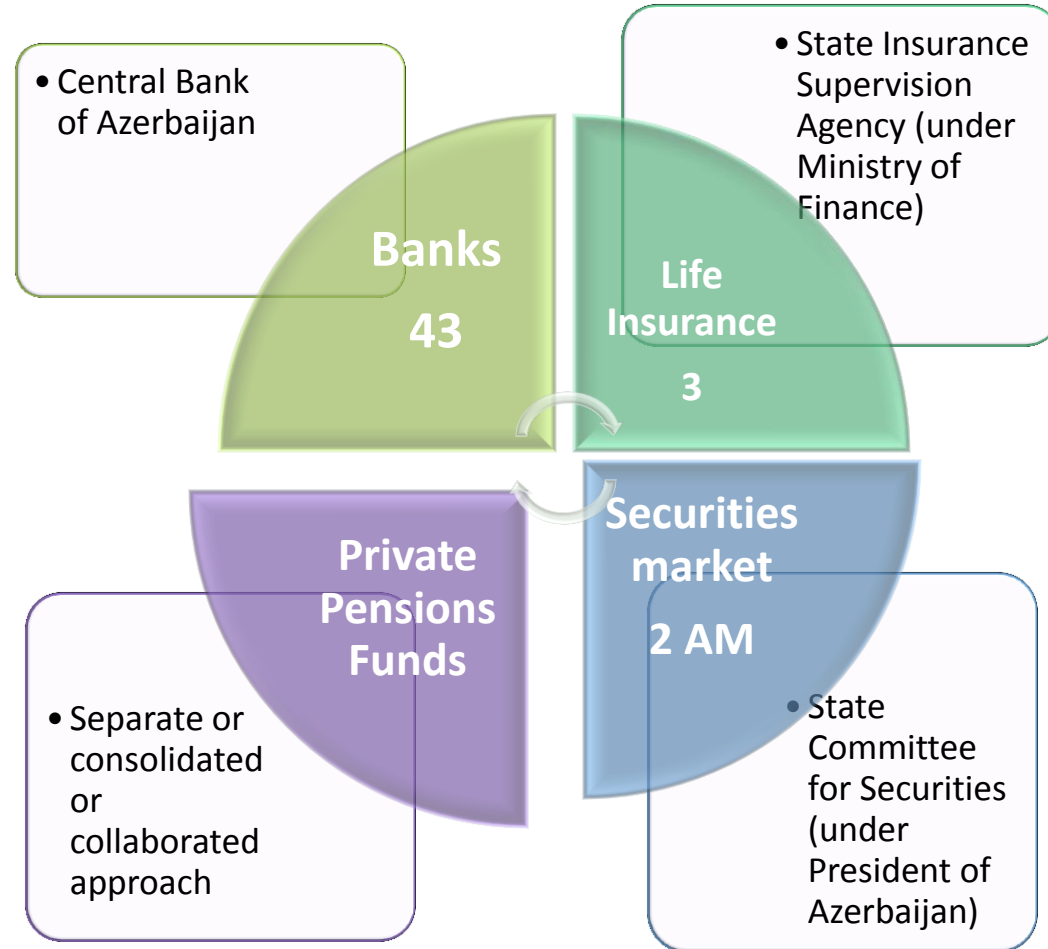 • Central Bank
of Azerbaijan
• State Insurance
Supervision
Agency (under
Ministry of
Finance)
Banks
43
Life
Insurance
3
Private
Pensions
Funds
Securities
market
2 AM
• Separate or
consolidated
or
collaborated
approach
• State
Committee
for Securities
(under
President of
Azerbaijan)